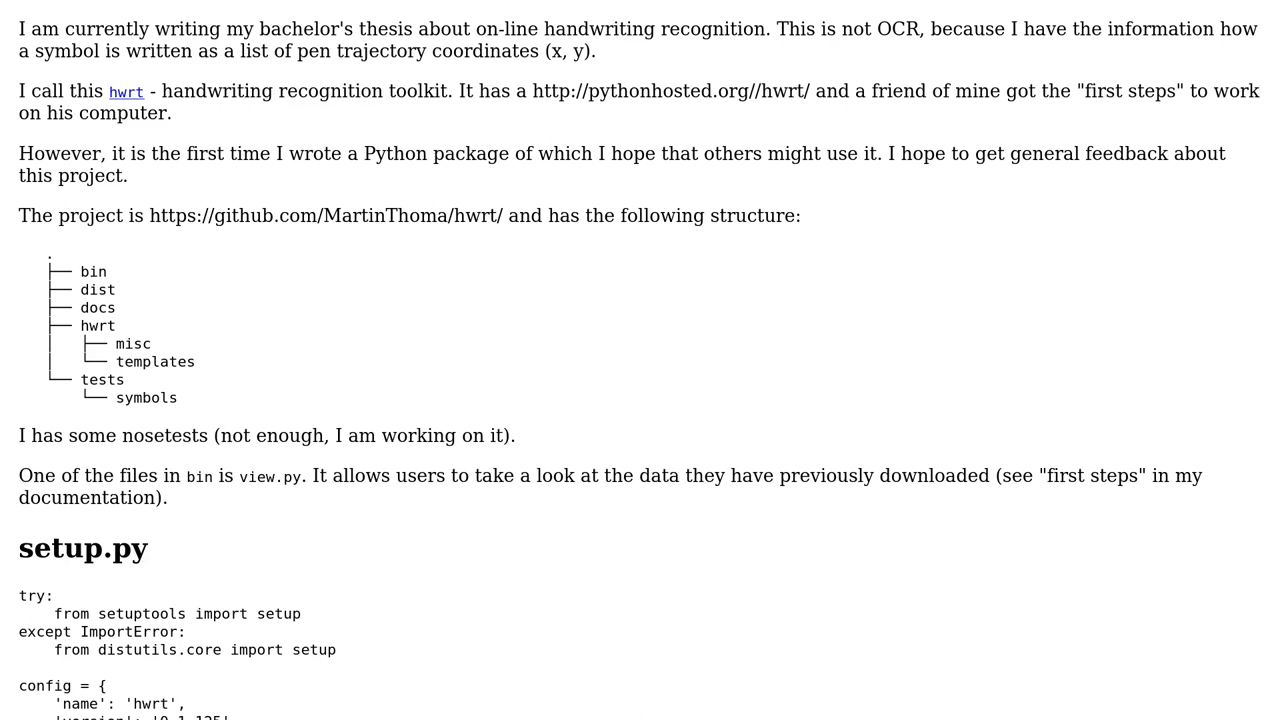 I am currently writing my bachelor's thesis about on-line handwriting recognition. This is not OCR, because I have the information how
a symbol is written as a list of pen trajectory coordinates (x, y).
I call this hwrt - handwriting recognition toolkit. It has a http://pythonhosted.org//hwrt/ and a friend of mine got the "first steps" to work
on his computer.
However, it is the first time I wrote a Python package of which I hope that others might use it. I hope to get general feedback about
this project.
The project is https://github.com/MartinThoma/hwrt/ and has the following structure:
.
├── bin
├── dist
├── docs
├── hwrt
│   ├── misc
│   └── templates
└── tests
    └── symbols
I has some nosetests (not enough, I am working on it).
One of the files in bin is view.py. It allows users to take a look at the data they have previously downloaded (see "first steps" in my
documentation).
setup.py
try:
    from setuptools import setup
except ImportError:
    from distutils.core import setup
config = {
    'name': 'hwrt',
    'version': '0.1.125',